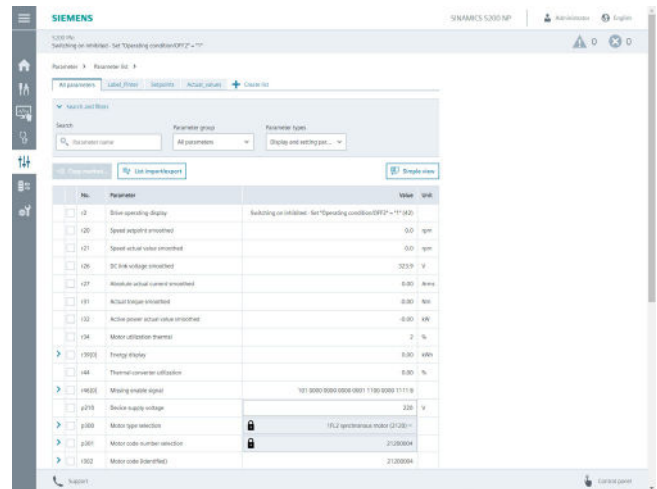 SIEMENS
SINAMICS S200 NP
Administrator
English
S200 PN
Switching on inhibited - Set "Operating condition/OFF2" = "1"
0
0
Parameter > Parameter list >
All parameters
Label_Printer
Setpoints
Actual_values
Create list
Search and filters
Search
Parameter group
Parameter types
Parameter name
All parameters
Display and setting par...
List import/export
Simple view
No. Parameter Value Unit
r2 Drive operating display Switching on inhibited - Set "Operating condition/OFF2" = "1" (42)
r20 Speed setpoint smoothed 0.0 rpm
r21 Speed actual value smoothed 0.0 rpm
r26 DC link voltage smoothed 323.9 V
r27 Absolute actual current smoothed 0.00 Arms
r31 Actual torque smoothed 0.00 Nm
r32 Active power actual value smoothed -0.00 kW
r34 Motor utilization thermal 2 %
r39[0] Energy display 0.00 kWh
r44 Thermal converter utilization 0.00 %
r46[0] Missing enable signal
p210 Device supply voltage 220 V
p300 Motor type selection 1FL2 synchronous motor (2120)
p301 Motor code number selection 21200004
r302 Motor code (identified) 21200004
Support
Control panel